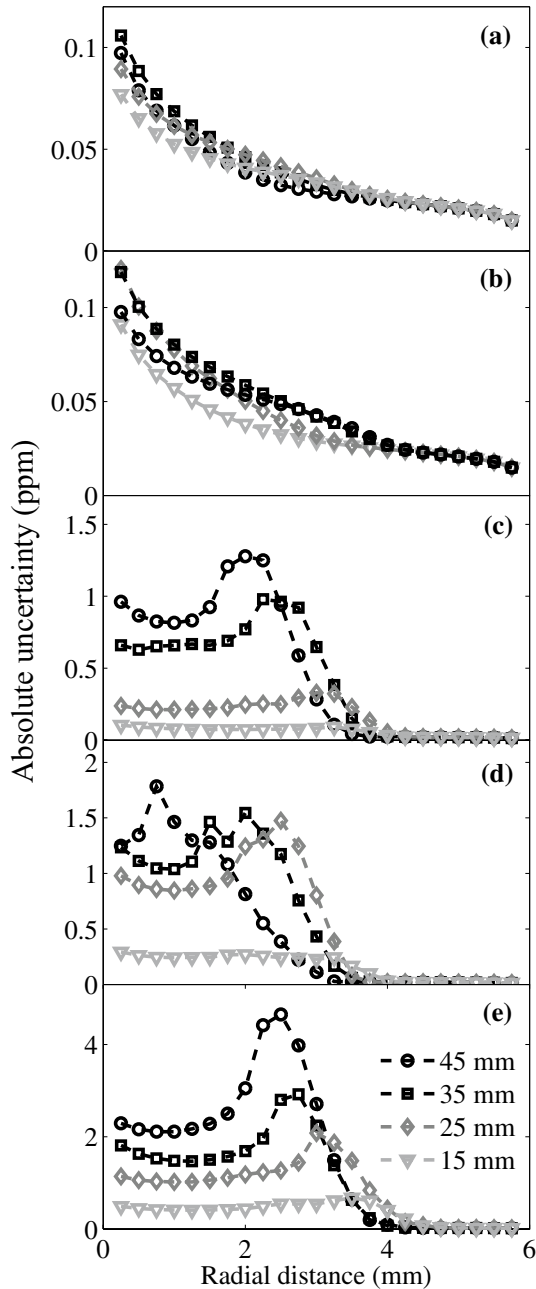 (a)
0.1
0.05
0
(b)
0.1
0.05
0
Absolute uncertainty (ppm)
(c)
1.5
1
0.5
0
(d)
2
1.5
1
0.5
0
(e)
4
2
0
45 mm
35 mm
25 mm
15 mm
0 2 4 6
Radial distance (mm)